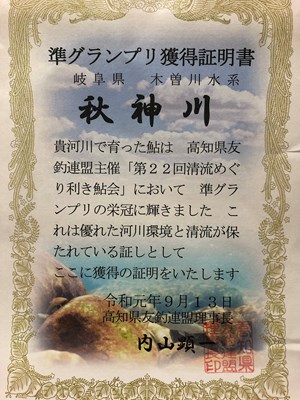 準グランプリ獲得証明書
岐阜県　木曽川水系
秋神川
貴河川で育った鮎は　高知県友
釣連盟主催「第２２回清流めぐ
り利き鮎会」において　準グラ
ンプリの栄冠に輝きました　こ
れは優れた河川環境と清流が保
たれている証しとして
ここに獲得の証明をいたします
令和元年９月１３日
高知県友釣連盟理事長
内山顕一